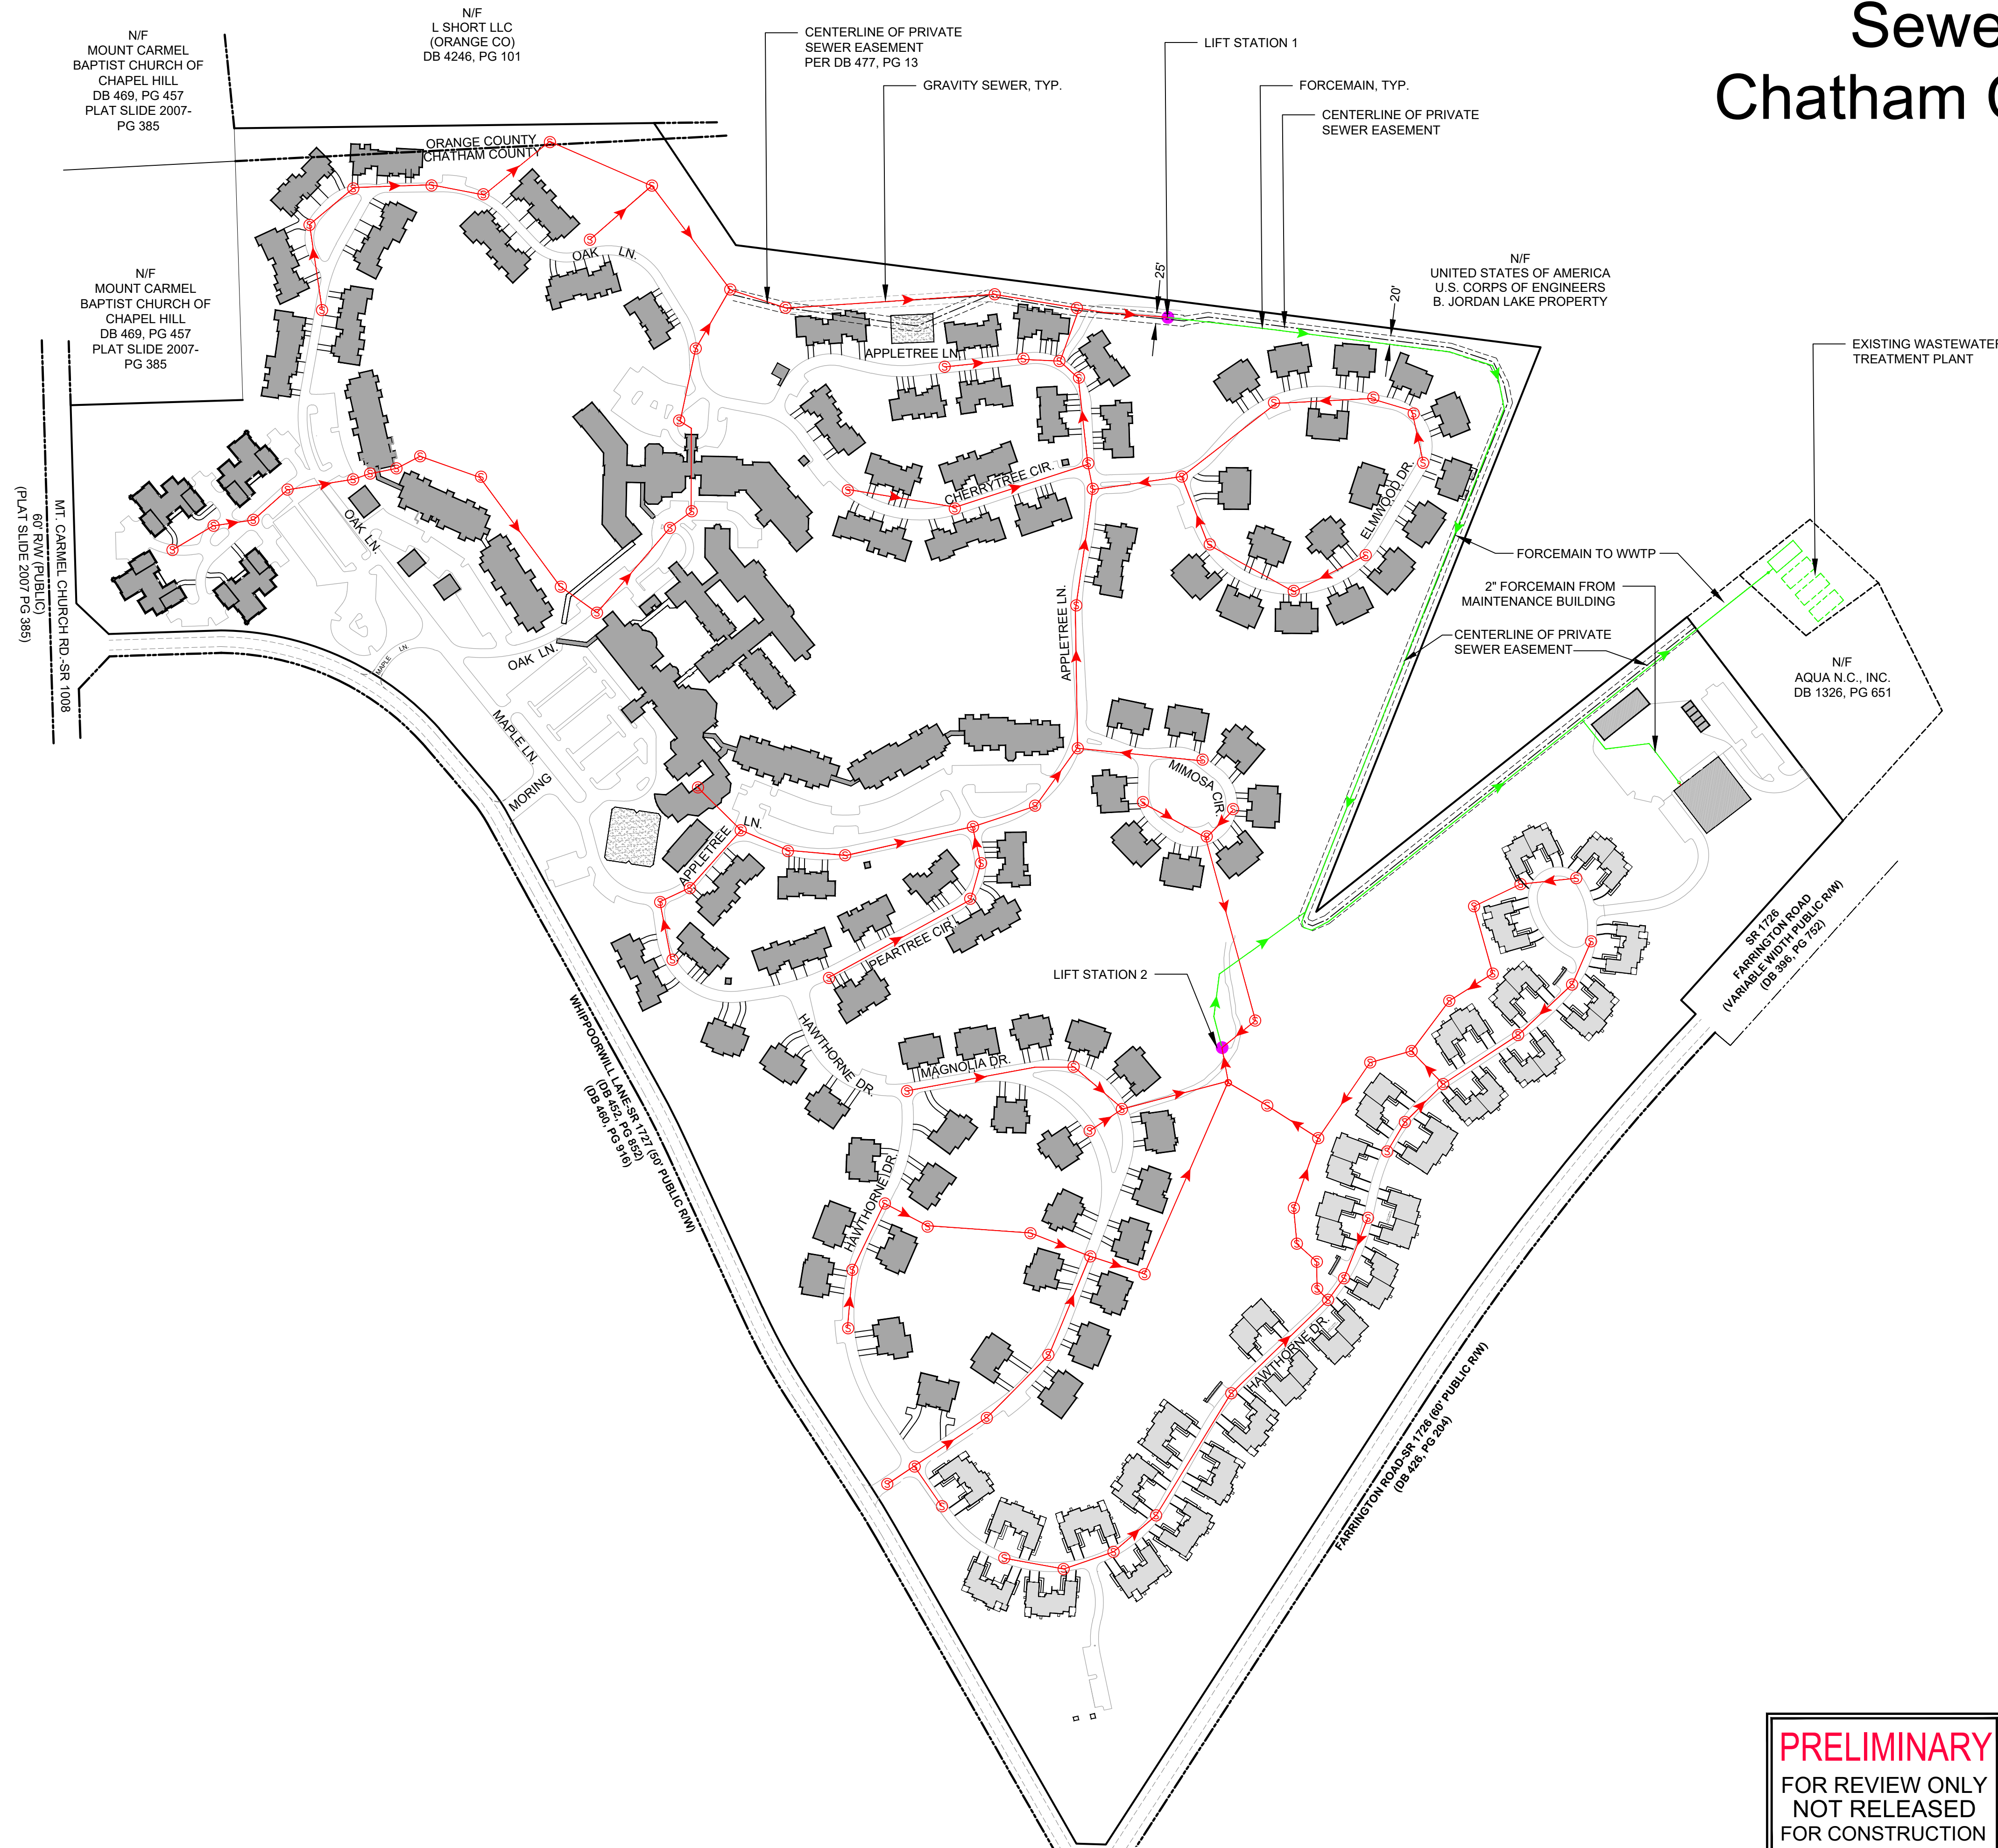 Sewe
Chatham C
N/F
MOUNT CARMEL
BAPTIST CHURCH OF
CHAPEL HILL
DB 469, PG 457
PLAT SLIDE 2007-
PG 385
N/F
L SHORT LLC
(ORANGE CO)
DB 4246, PG 101
CENTERLINE OF PRIVATE
SEWER EASEMENT
PER DB 477, PG 13
GRAVITY SEWER, TYP.
LIFT STATION 1
FORCEMAIN, TYP.
CENTERLINE OF PRIVATE
SEWER EASEMENT
ORANGE COUNTY
CHATHAM COUNTY
N/F
MOUNT CARMEL
BAPTIST CHURCH OF
CHAPEL HILL
DB 469, PG 457
PLAT SLIDE 2007-
PG 385
OAK LN.
25'
20'
N/F
UNITED STATES OF AMERICA
U.S. CORPS OF ENGINEERS
B. JORDAN LAKE PROPERTY
EXISTING WASTEWATER
TREATMENT PLANT
APPLETREE LN.
CHERRYTREE CIR.
ELMWOOD DR.
OAK LN.
MT. CARMEL CHURCH RD.-SR 1008
60' R/W (PUBLIC)
(PLAT SLIDE 2007 PG 385)
FORCEMAIN TO WWTP
2" FORCEMAIN FROM
MAINTENANCE BUILDING
CENTERLINE OF PRIVATE
SEWER EASEMENT
N/F
AQUA N.C., INC.
DB 1326, PG 651
APPLETREE LN.
OAK LN.
MAPLE LN.
MAPLE LN.
MORING
MIMOSA CIR.
APPLETREE LN.
PEARTREE CIR.
SR 1726
FARRINGTON ROAD
(VARIABLE WIDTH PUBLIC R/W)
(DB 396, PG 752)
LIFT STATION 2
HAWTHORNE DR.
MAGNOLIA DR.
WHIPPOORWILL LANE-SR 1727 (50' PUBLIC R/W)
(DB 452, PG 852)
(DB 460, PG 916)
HAWTHORNE DR.
HAWTHORNE DR.
FARRINGTON ROAD-SR 1726 (60' PUBLIC R/W)
(DB 426, PG 204)
PRELIMINARY
FOR REVIEW ONLY
NOT RELEASED
FOR CONSTRUCTION